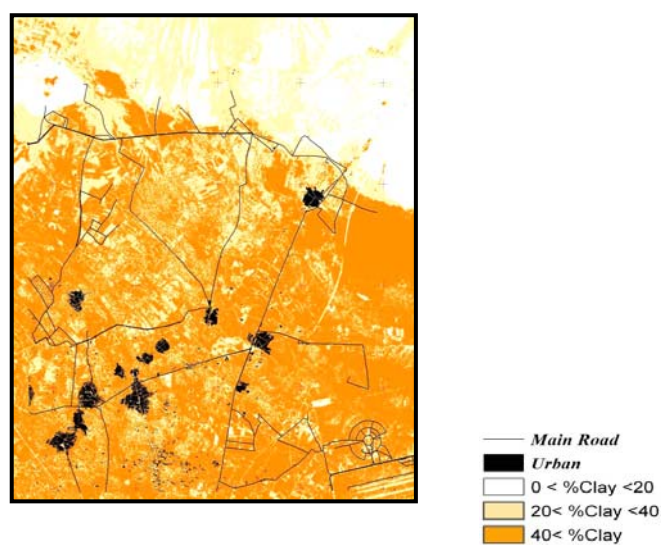 Main Road
Urban
0 < %Clay <20
20< %Clay <40
40< %Clay